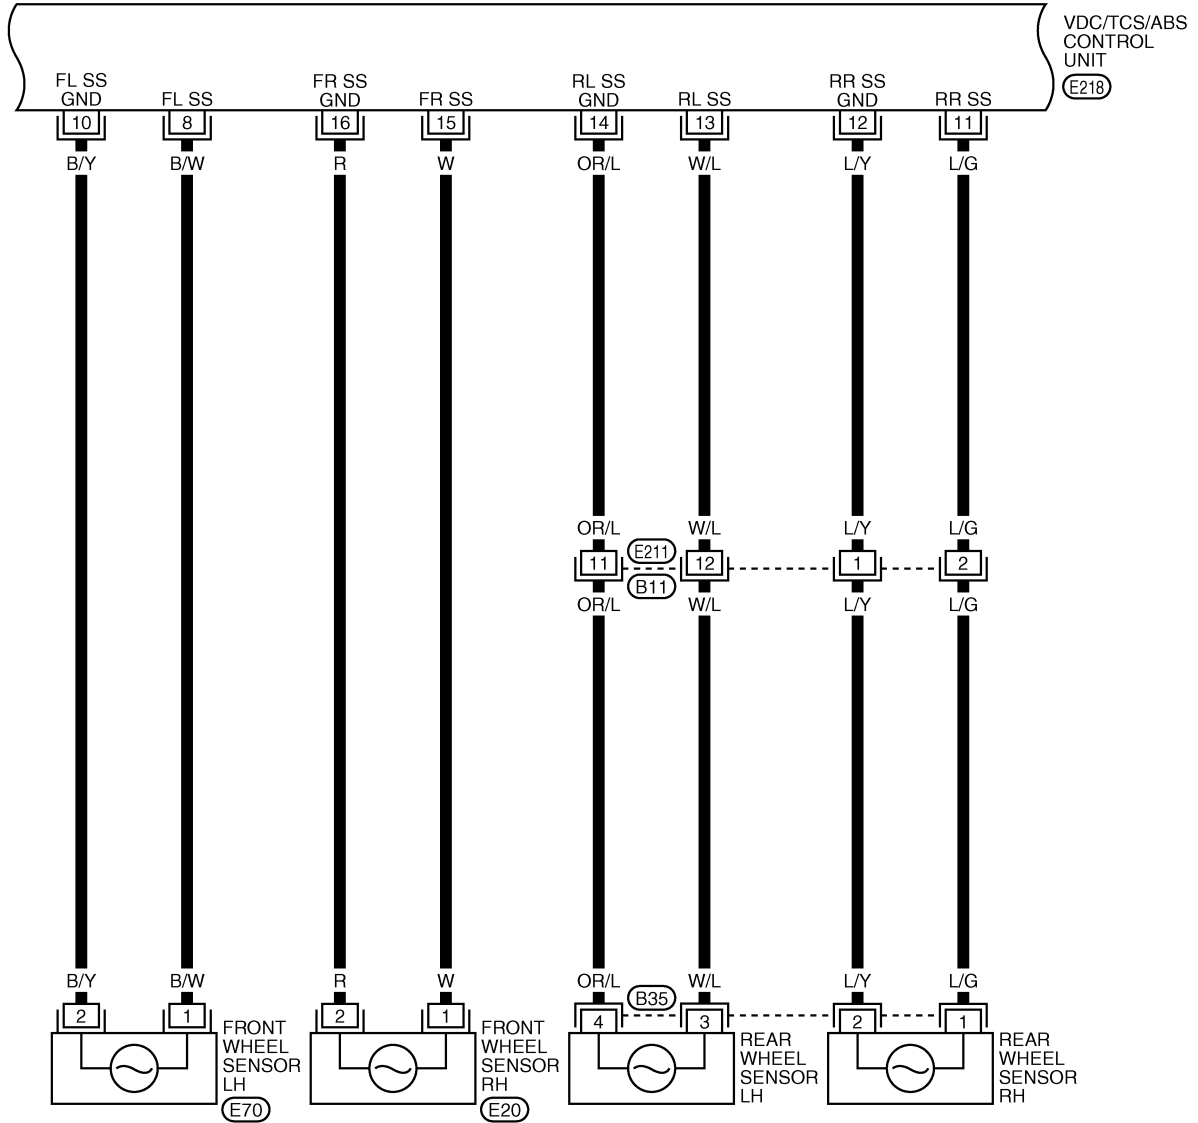 VDC/TCS/ABS
CONTROL
UNIT
E218
FL SS
GND
FL SS
FR SS
GND
FR SS
RL SS
GND
RL SS
RR SS
GND
RR SS
10 8 16 15 14 13 12 11
B/Y B/W R W OR/L W/L L/Y L/G
OR/L W/L L/Y L/G
E211
11 12 1 2
B11
OR/L W/L L/Y L/G
B/Y B/W R W OR/L W/L L/Y L/G
B35
2 1 2 1 4 3 2 1
FRONT
WHEEL
SENSOR
LH
E70
FRONT
WHEEL
SENSOR
RH
E20
REAR
WHEEL
SENSOR
LH
REAR
WHEEL
SENSOR
RH